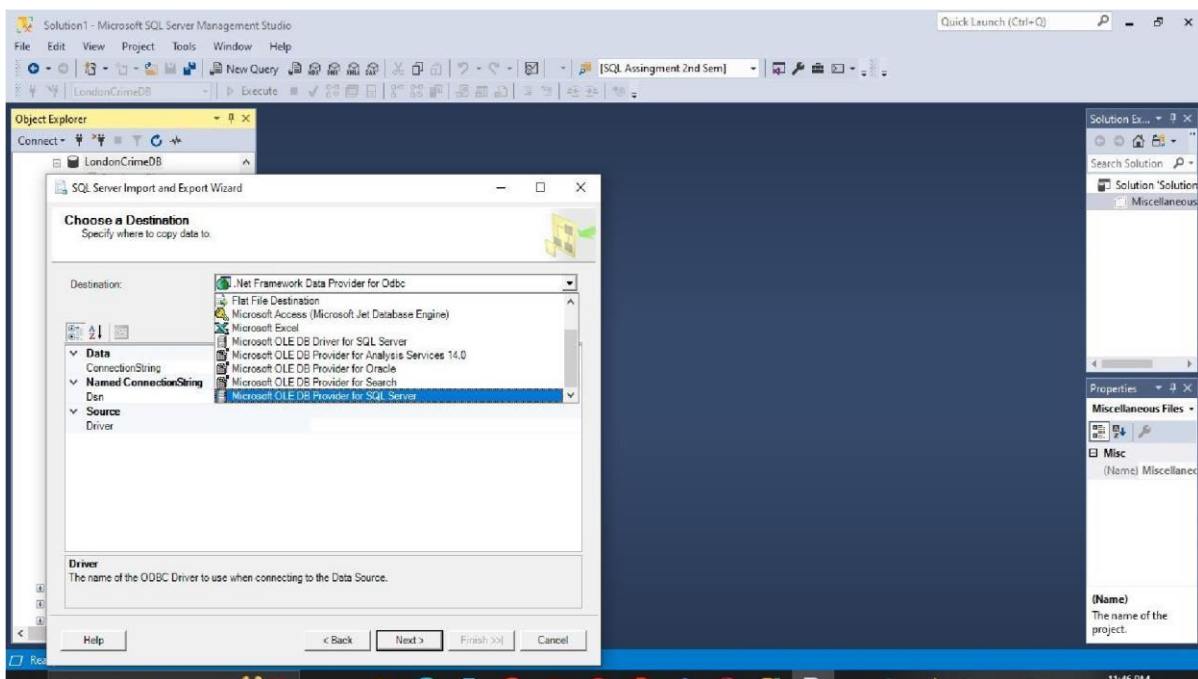 Solution1 - Microsoft SQL Server Management Studio
Quick Launch (Ctrl+Q)
File Edit View Project Tools Window Help
New Query
[SQL Assingment 2nd Sem]
LondonCrimeDB
Execute
Object Explorer
Connect
LondonCrimeDB
SQL Server Import and Export Wizard
Choose a Destination
Specify where to copy data to.
Destination:
.Net Framework Data Provider for Odbc
Flat File Destination
Microsoft Access (Microsoft Jet Database Engine)
Microsoft Excel
Microsoft OLE DB Driver for SQL Server
Microsoft OLE DB Provider for Analysis Services 14.0
Microsoft OLE DB Provider for Oracle
Microsoft OLE DB Provider for Search
Microsoft OLE DB Provider for SQL Server
Data
ConnectionString
Named ConnectionString
Dsn
Source
Driver
Driver
The name of the ODBC Driver to use when connecting to the Data Source.
Help
< Back
Next >
Finish >>|
Cancel
Solution Ex...
Search Solution
Solution 'Solution
Miscellaneous
Properties
Miscellaneous Files
Misc
(Name) Miscellanec
(Name)
The name of the
project.
Rea
11:46 PM